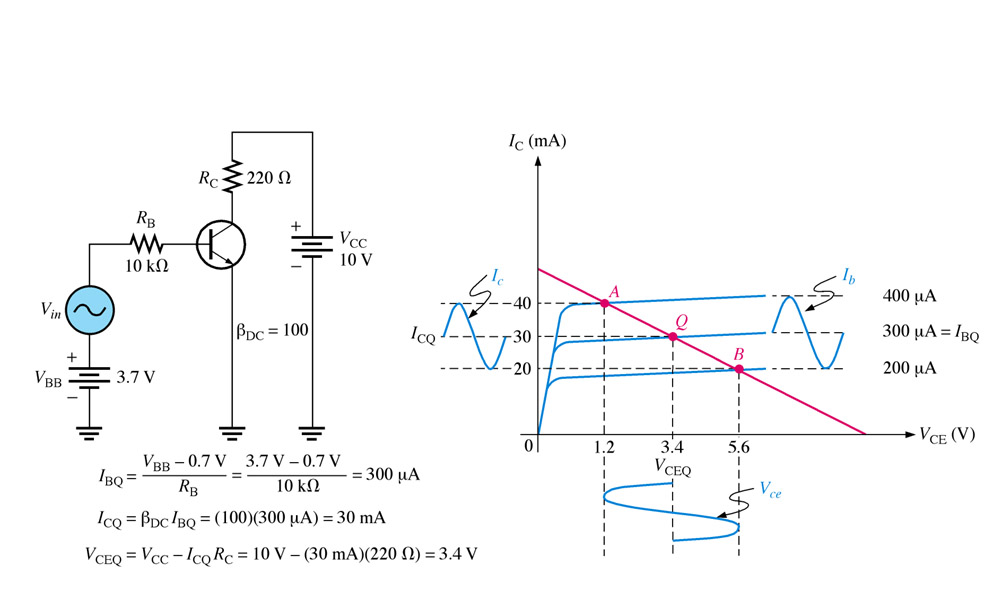 R_C 220 Ω
R_B
10 kΩ
+
V_CC
10 V
−
V_in
β_DC = 100
+
V_BB 3.7 V
−
I_BQ = (V_BB − 0.7 V) / R_B = (3.7 V − 0.7 V) / 10 kΩ = 300 μA
I_CQ = β_DC I_BQ = (100)(300 μA) = 30 mA
V_CEQ = V_CC − I_CQ R_C = 10 V − (30 mA)(220 Ω) = 3.4 V
I_C (mA)
I_c
I_b
A
40
400 μA
Q
I_CQ
30
300 μA = I_BQ
B
20
200 μA
0
1.2 3.4 5.6
V_CE (V)
V_CEQ
V_ce